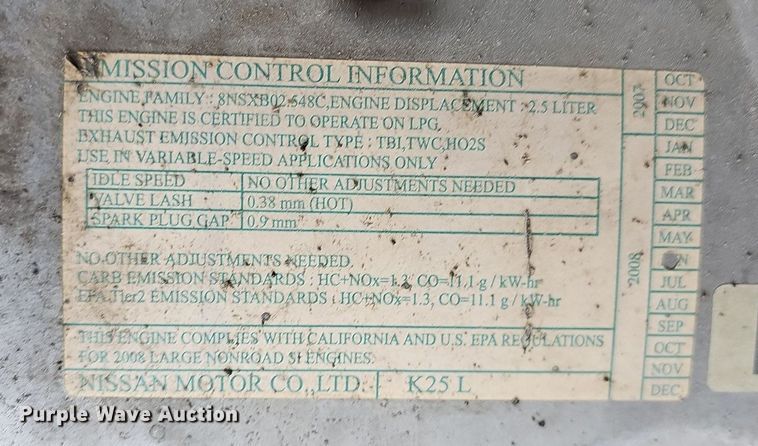 EMISSION CONTROL INFORMATION
ENGINE FAMILY : 8NSXB02.548C, ENGINE DISPLACEMENT : 2.5 LITER
THIS ENGINE IS CERTIFIED TO OPERATE ON LPG.
EXHAUST EMISSION CONTROL TYPE : TBI,TWC,HO2S
USE IN VARIABLE-SPEED APPLICATIONS ONLY
IDLE SPEED NO OTHER ADJUSTMENTS NEEDED
VALVE LASH 0.38 mm (HOT)
SPARK PLUG GAP 0.9 mm
NO OTHER ADJUSTMENTS NEEDED.
CARB EMISSION STANDARDS : HC+NOx=1.3, CO=11.1 g / kW-hr
EPA Tier2 EMISSION STANDARDS : HC+NOx=1.3, CO=11.1 g / kW-hr
THIS ENGINE COMPLIES WITH CALIFORNIA AND U.S. EPA REGULATIONS
FOR 2008 LARGE NONROAD SI ENGINES.
NISSAN MOTOR CO., LTD. K25 L
2007
OCT
NOV
DEC
2008
JAN
FEB
MAR
APR
MAY
JUN
JUL
AUG
SEP
OCT
NOV
DEC
Purple Wave Auction